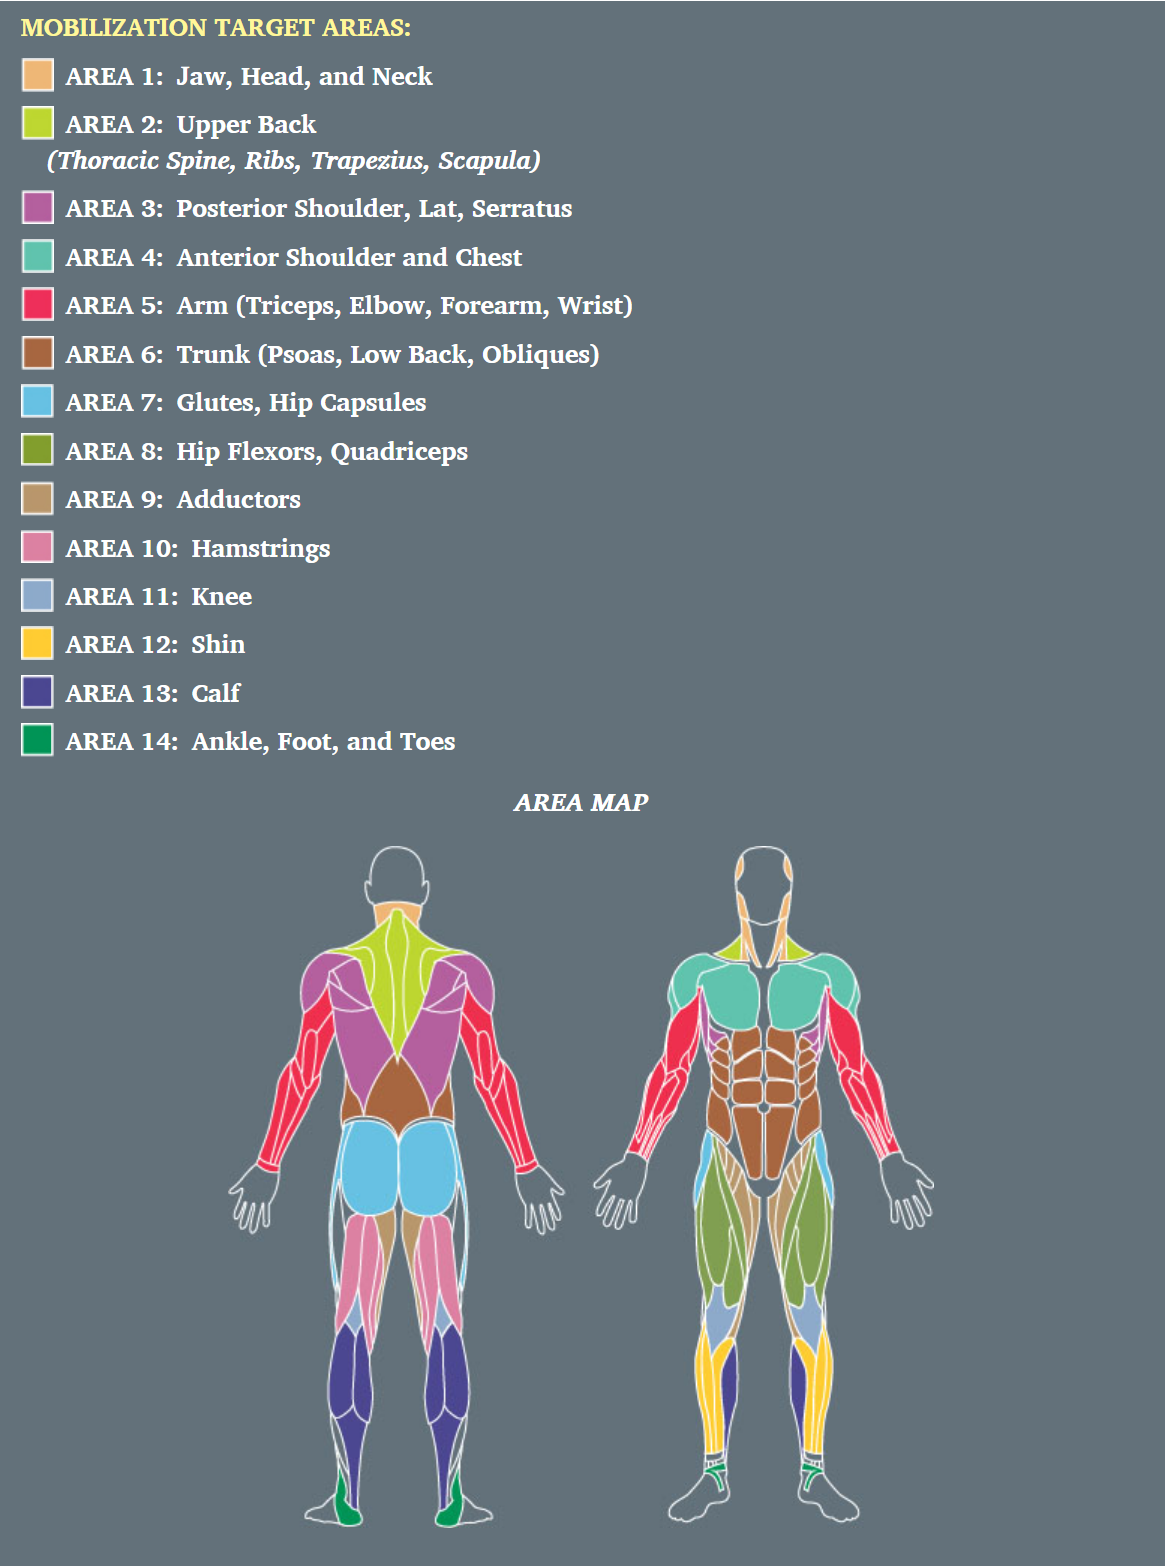 MOBILIZATION TARGET AREAS:
AREA 1: Jaw, Head, and Neck
AREA 2: Upper Back
(Thoracic Spine, Ribs, Trapezius, Scapula)
AREA 3: Posterior Shoulder, Lat, Serratus
AREA 4: Anterior Shoulder and Chest
AREA 5: Arm (Triceps, Elbow, Forearm, Wrist)
AREA 6: Trunk (Psoas, Low Back, Obliques)
AREA 7: Glutes, Hip Capsules
AREA 8: Hip Flexors, Quadriceps
AREA 9: Adductors
AREA 10: Hamstrings
AREA 11: Knee
AREA 12: Shin
AREA 13: Calf
AREA 14: Ankle, Foot, and Toes
AREA MAP